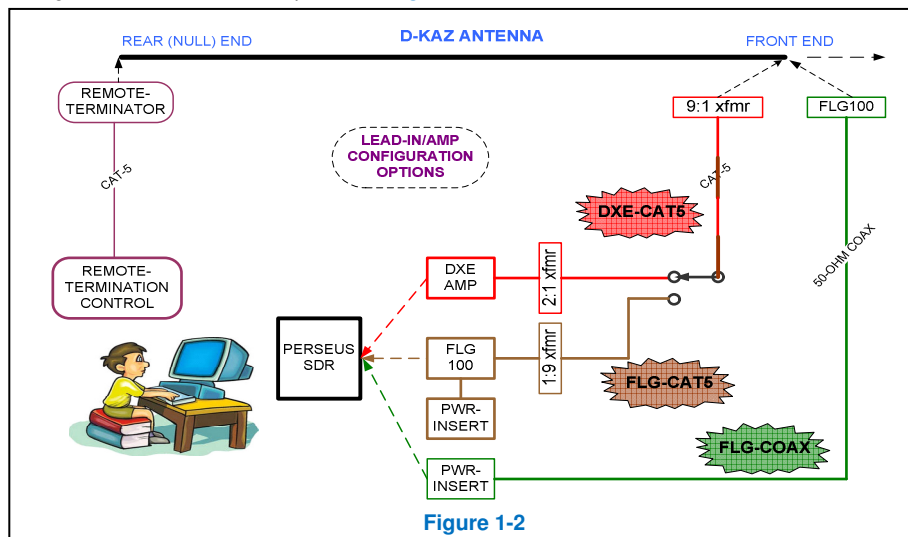 D-KAZ ANTENNA
REAR (NULL) END
FRONT END
REMOTE-
TERMINATOR
9:1 xfmr
FLG100
LEAD-IN/AMP
CONFIGURATION
OPTIONS
CAT-5
CAT-5
DXE-CAT5
50-OHM COAX
REMOTE-
TERMINATION
CONTROL
DXE
AMP
2:1 xfmr
PERSEUS
SDR
FLG
100
1:9 xfmr
FLG-CAT5
PWR-
INSERT
FLG-COAX
PWR-
INSERT
Figure 1-2